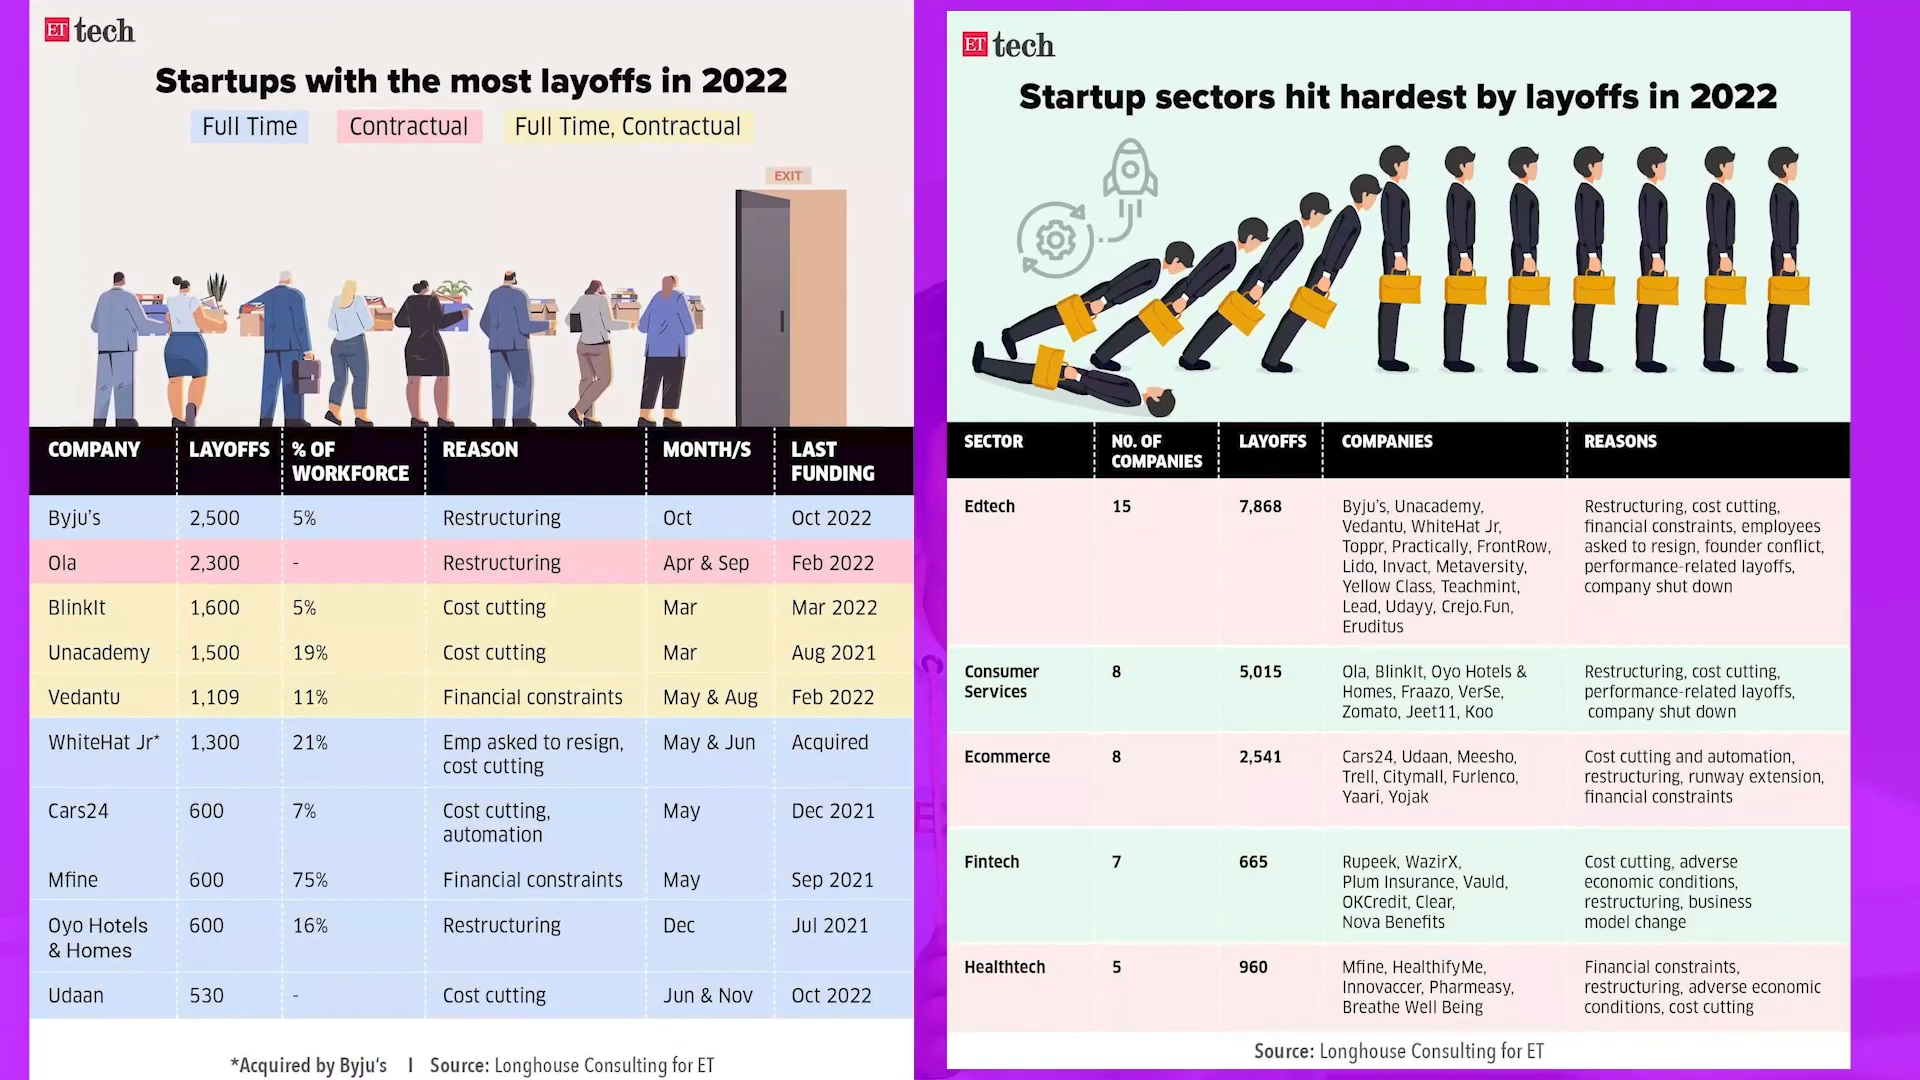 ET tech
Startups with the most layoffs in 2022
Full Time Contractual Full Time, Contractual
EXIT
COMPANY LAYOFFS % OF WORKFORCE REASON MONTH/S LAST FUNDING
Byju's 2,500 5% Restructuring Oct Oct 2022
Ola 2,300 - Restructuring Apr & Sep Feb 2022
BlinkIt 1,600 5% Cost cutting Mar Mar 2022
Unacademy 1,500 19% Cost cutting Mar Aug 2021
Vedantu 1,109 11% Financial constraints May & Aug Feb 2022
WhiteHat Jr* 1,300 21% Emp asked to resign, May & Jun Acquired
cost cutting
Cars24 600 7% Cost cutting, May Dec 2021
automation
Mfine 600 75% Financial constraints May Sep 2021
Oyo Hotels 600 16% Restructuring Dec Jul 2021
& Homes
Udaan 530 - Cost cutting Jun & Nov Oct 2022
*Acquired by Byju's | Source: Longhouse Consulting for ET
ET tech
Startup sectors hit hardest by layoffs in 2022
SECTOR NO. OF COMPANIES LAYOFFS COMPANIES REASONS
Edtech 15 7,868 Byju's, Unacademy, Restructuring, cost cutting,
Vedantu, WhiteHat Jr, financial constraints, employees
Toppr, Practically, FrontRow, asked to resign, founder conflict,
Lido, Invact, Metaversity, performance-related layoffs,
Yellow Class, Teachmint, company shut down
Lead, Udayy, Crejo.Fun,
Eruditus
Consumer 8 5,015 Ola, BlinkIt, Oyo Hotels & Restructuring, cost cutting,
Services Homes, Fraazo, VerSe, performance-related layoffs,
Zomato, Jeet11, Koo company shut down
Ecommerce 8 2,541 Cars24, Udaan, Meesho, Cost cutting and automation,
Trell, Citymall, Furlenco, restructuring, runway extension,
Yaari, Yojak financial constraints
Fintech 7 665 Rupeek, WazirX, Cost cutting, adverse
Plum Insurance, Vauld, economic conditions,
OKCredit, Clear, restructuring, business
Nova Benefits model change
Healthtech 5 960 Mfine, HealthifyMe, Financial constraints,
Innovaccer, Pharmeasy, restructuring, adverse economic
Breathe Well Being conditions, cost cutting
Source: Longhouse Consulting for ET